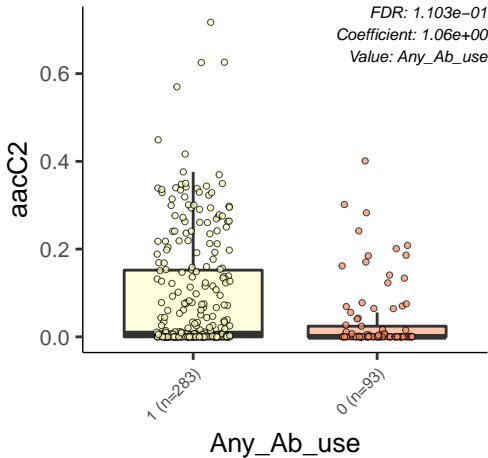 FDR: 1.103e−01
Coefficient: 1.06e+00
Value: Any_Ab_use
0.6
0.4
0.2
0.0
aacC2
1 (n=283)
0 (n=93)
Any_Ab_use